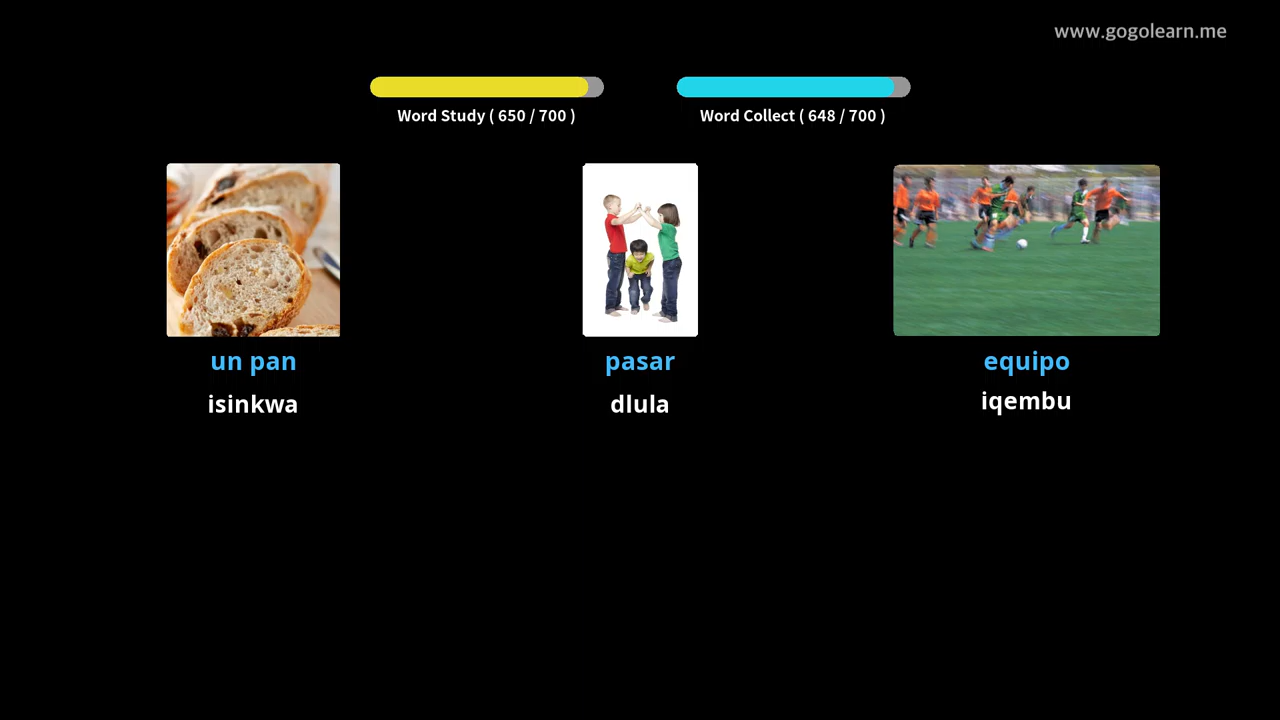 www.gogolearn.me
Word Study ( 650 / 700 )
Word Collect ( 648 / 700 )
un pan
isinkwa
pasar
dlula
equipo
iqembu